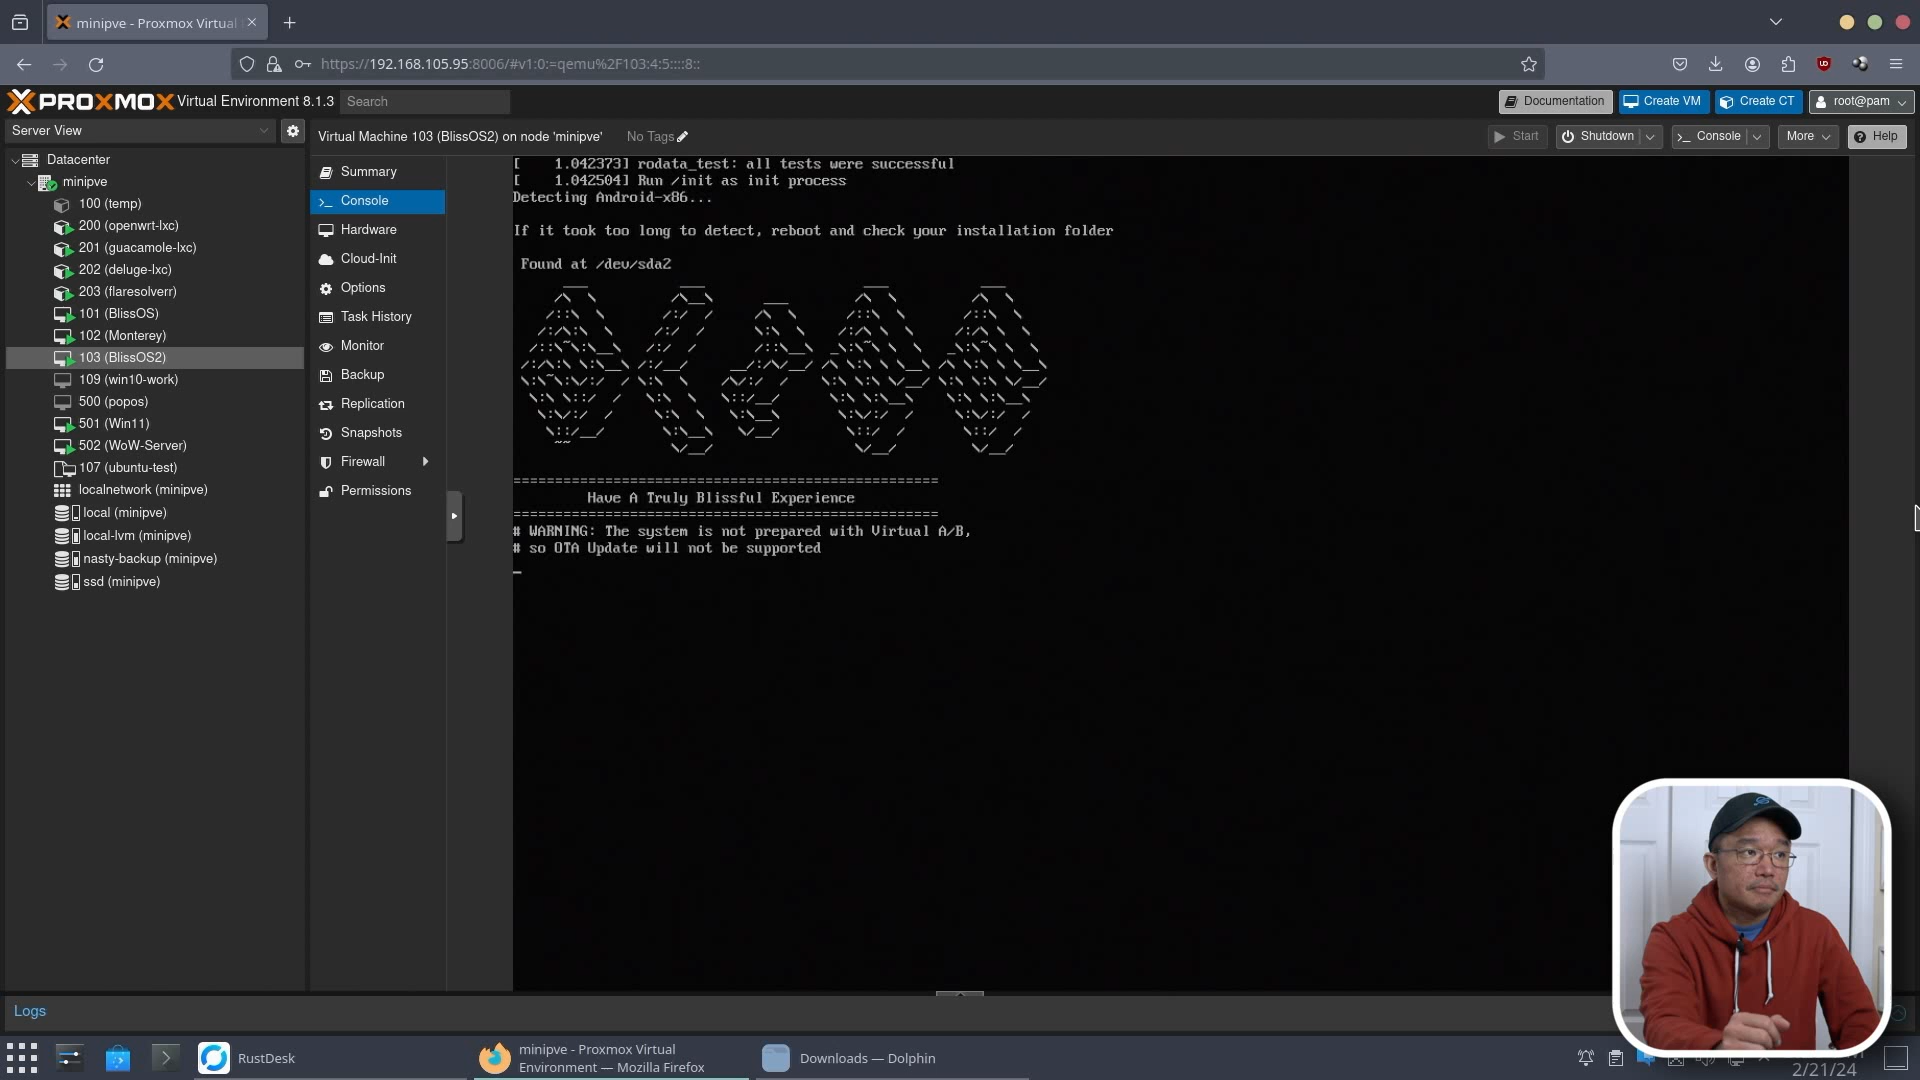 minipve - Proxmox Virtual
https://192.168.105.95:8006/#v1:0:=qemu%2F103:4:5::::8::
PROXMOX Virtual Environment 8.1.3
Search
Documentation
Create VM
Create CT
root@pam
Server View
Virtual Machine 103 (BlissOS2) on node 'minipve'
No Tags
Start
Shutdown
Console
More
Help
Datacenter
minipve
100 (temp)
200 (openwrt-lxc)
201 (guacamole-lxc)
202 (deluge-lxc)
203 (flaresolverr)
101 (BlissOS)
102 (Monterey)
103 (BlissOS2)
109 (win10-work)
500 (popos)
501 (Win11)
502 (WoW-Server)
107 (ubuntu-test)
localnetwork (minipve)
local (minipve)
local-lvm (minipve)
nasty-backup (minipve)
ssd (minipve)
Summary
Console
Hardware
Cloud-Init
Options
Task History
Monitor
Backup
Replication
Snapshots
Firewall
Permissions
[    1.042373] rodata_test: all tests were successful
[    1.042504] Run /init as init process
Detecting Android-x86...
If it took too long to detect, reboot and check your installation folder
Found at /dev/sda2
==================================================
Have A Truly Blissful Experience
==================================================
# WARNING: The system is not prepared with Virtual A/B,
# so OTA Update will not be supported
Logs
RustDesk
minipve - Proxmox Virtual
Environment — Mozilla Firefox
Downloads — Dolphin
2/21/24